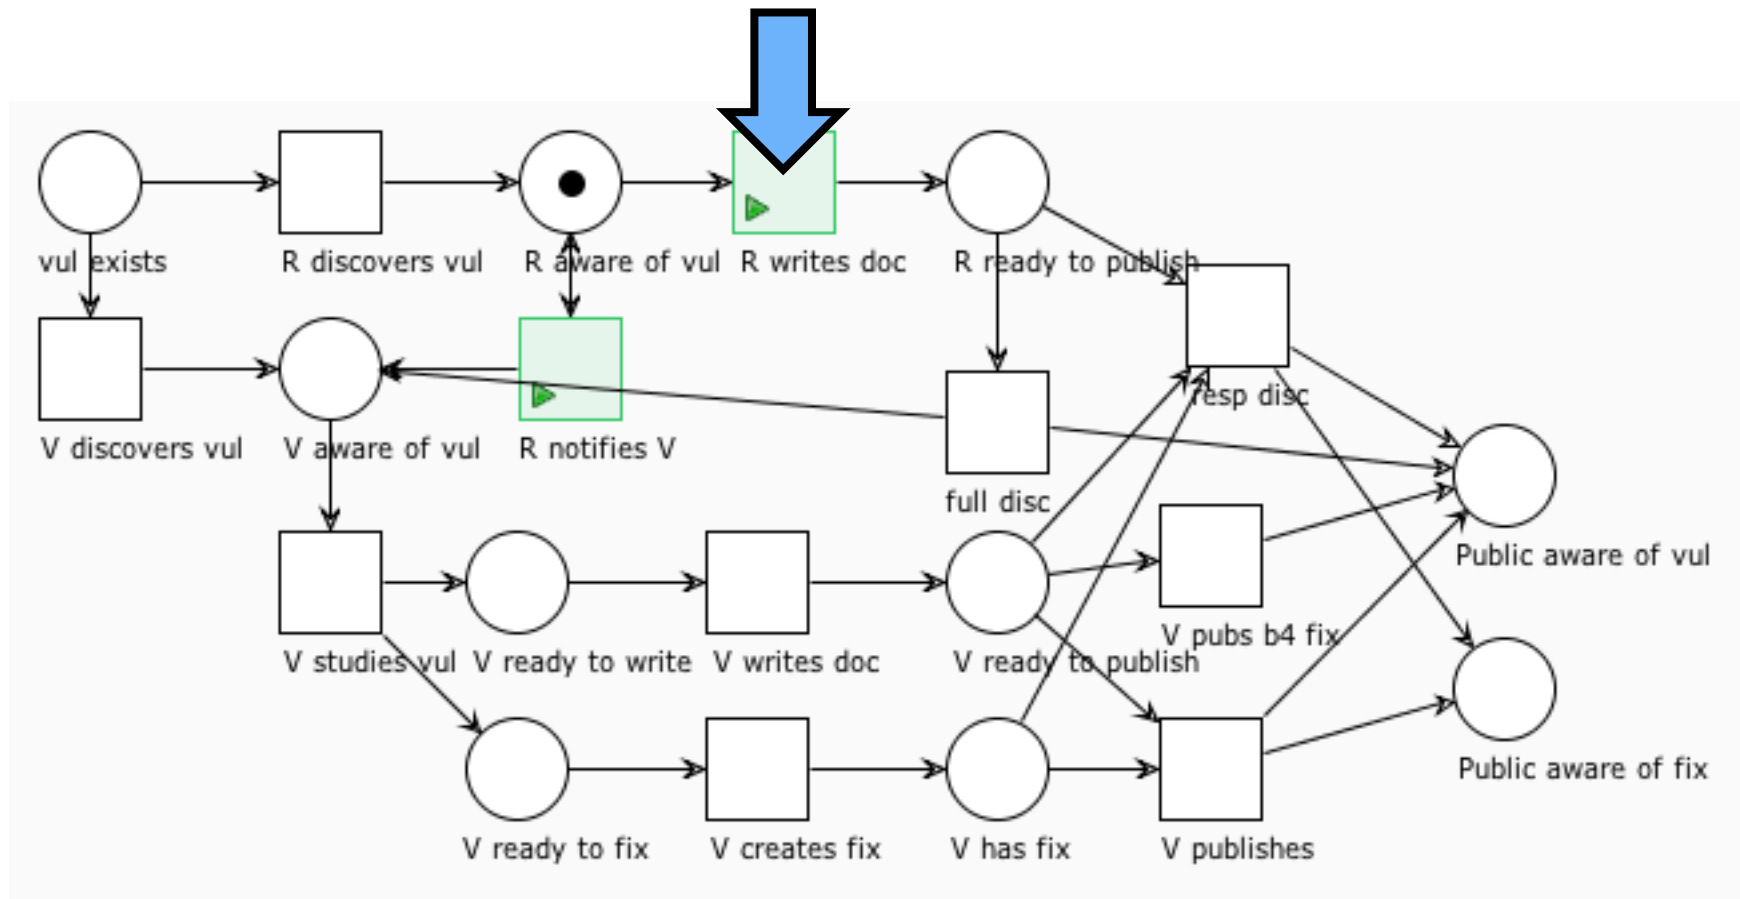 vul exists
R discovers vul
R aware of vul
R writes doc
R ready to publish
resp disc
V discovers vul
V aware of vul
R notifies V
full disc
Public aware of vul
V pubs b4 fix
V studies vul
V ready to write
V writes doc
V ready to publish
Public aware of fix
V ready to fix
V creates fix
V has fix
V publishes